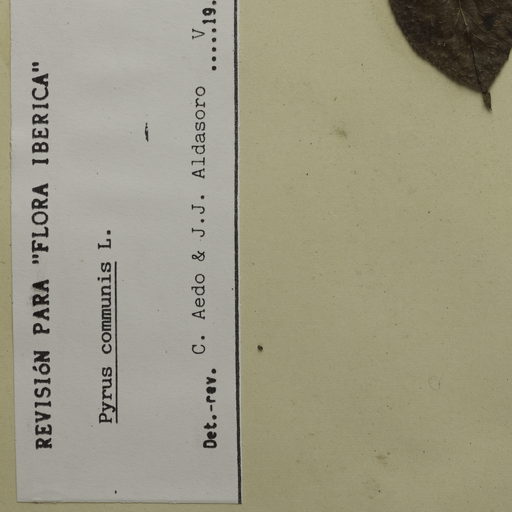 REVISIóN PARA "FLORA IBERICA"
Pyrus communis L.
Det.-rev. C. Aedo & J.J. Aldasoro V .....19.